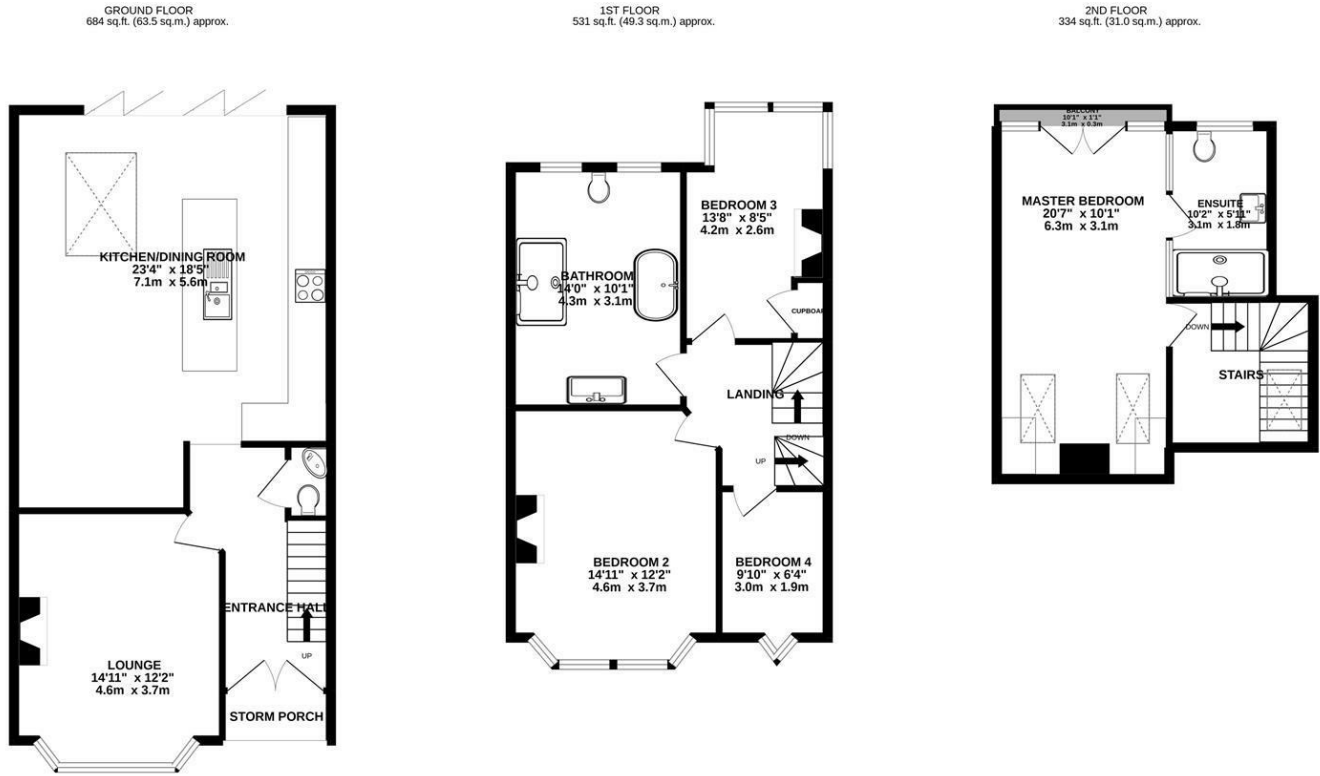 GROUND FLOOR
684 sq.ft. (63.5 sq.m.) approx.
KITCHEN/DINING ROOM
23'4" x 18'5"
7.1m x 5.6m
ENTRANCE HALL
UP
LOUNGE
14'11" x 12'2"
4.6m x 3.7m
STORM PORCH
1ST FLOOR
531 sq.ft. (49.3 sq.m.) approx.
BEDROOM 3
13'8" x 8'5"
4.2m x 2.6m
BATHROOM
14'0" x 10'1"
4.3m x 3.1m
CUPBOA
LANDING
DOWN
UP
BEDROOM 2
14'11" x 12'2"
4.6m x 3.7m
BEDROOM 4
9'10" x 6'4"
3.0m x 1.9m
2ND FLOOR
334 sq.ft. (31.0 sq.m.) approx.
BALCONY
10'1" x 1'1"
3.1m x 0.3m
MASTER BEDROOM
20'7" x 10'1"
6.3m x 3.1m
ENSUITE
10'2" x 5'11"
3.1m x 1.8m
DOWN
STAIRS